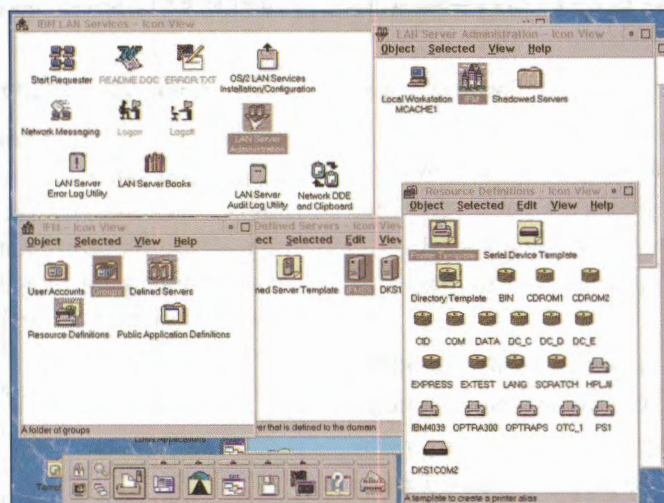 IBM LAN Services - Icon View
Start Requester
README DOC
ERROR TXT
OS/2 LAN Services
Installation/Configuration
Network Messaging
Logon
Logoff
LAN Server
Administration
LAN Server
Error Log Utility
LAN Server Books
LAN Server
Audit Log Utility
Network DDE
and Clipboard
LAN Server Administration - Icon View
Object Selected View Help
Local Workstation
MCACHE1
IFM
Shadowed Servers
IFM - Icon View
Object Selected View Help
User Accounts
Groups
Defined Servers
Resource Definitions
Public Application Definitions
A folder of groups
Defined Servers - Icon View
ect Selected Edit View
ned Server Template
DKS1
ver that is defined to the domain
Resource Definitions - Icon View
Object Selected Edit View Help
Printer Template
Serial Device Template
Directory Template
BIN
CDROM1
CDROM2
CID
COM
DATA
DC_C
DC_D
DC_E
EXPRESS
EXTEST
LANG
SCRATCH
HPLJII
IBM4039
OPTRA300
OPTRAPS
OTC_1
PS1
DKS1COM2
A template to create a printer alias
Templ